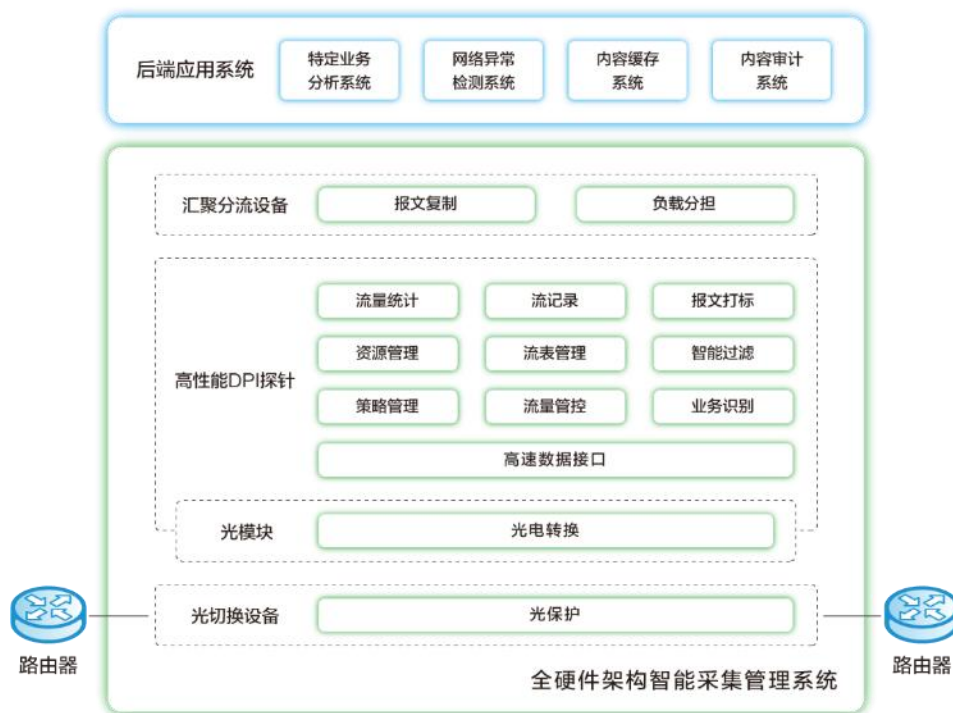 后端应用系统
特定业务
分析系统
网络异常
检测系统
内容缓存
系统
内容审计
系统
汇聚分流设备
报文复制
负载分担
高性能DPI探针
流量统计
流记录
报文打标
资源管理
流表管理
智能过滤
策略管理
流量管控
业务识别
高速数据接口
光模块
光电转换
光切换设备
光保护
路由器
路由器
全硬件架构智能采集管理系统